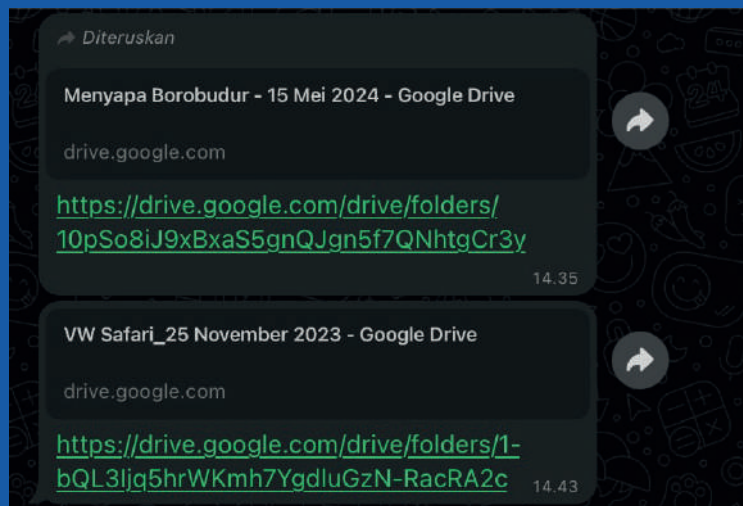 Diteruskan
Menyapa Borobudur - 15 Mei 2024 - Google Drive
drive.google.com
https://drive.google.com/drive/folders/
10pSo8iJ9xBxaS5gnQJgn5f7QNhtgCr3y
14.35
VW Safari_25 November 2023 - Google Drive
drive.google.com
https://drive.google.com/drive/folders/1-
bQL3ljq5hrWKmh7YgdluGzN-RacRA2c
14.43